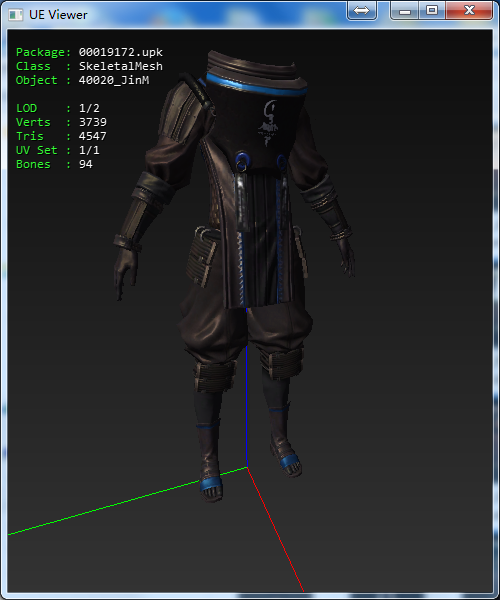 UE Viewer
Package: 00019172.upk
Class : SkeletalMesh
Object : 40020_JinM
LOD : 1/2
Verts : 3739
Tris : 4547
UV Set : 1/1
Bones : 94